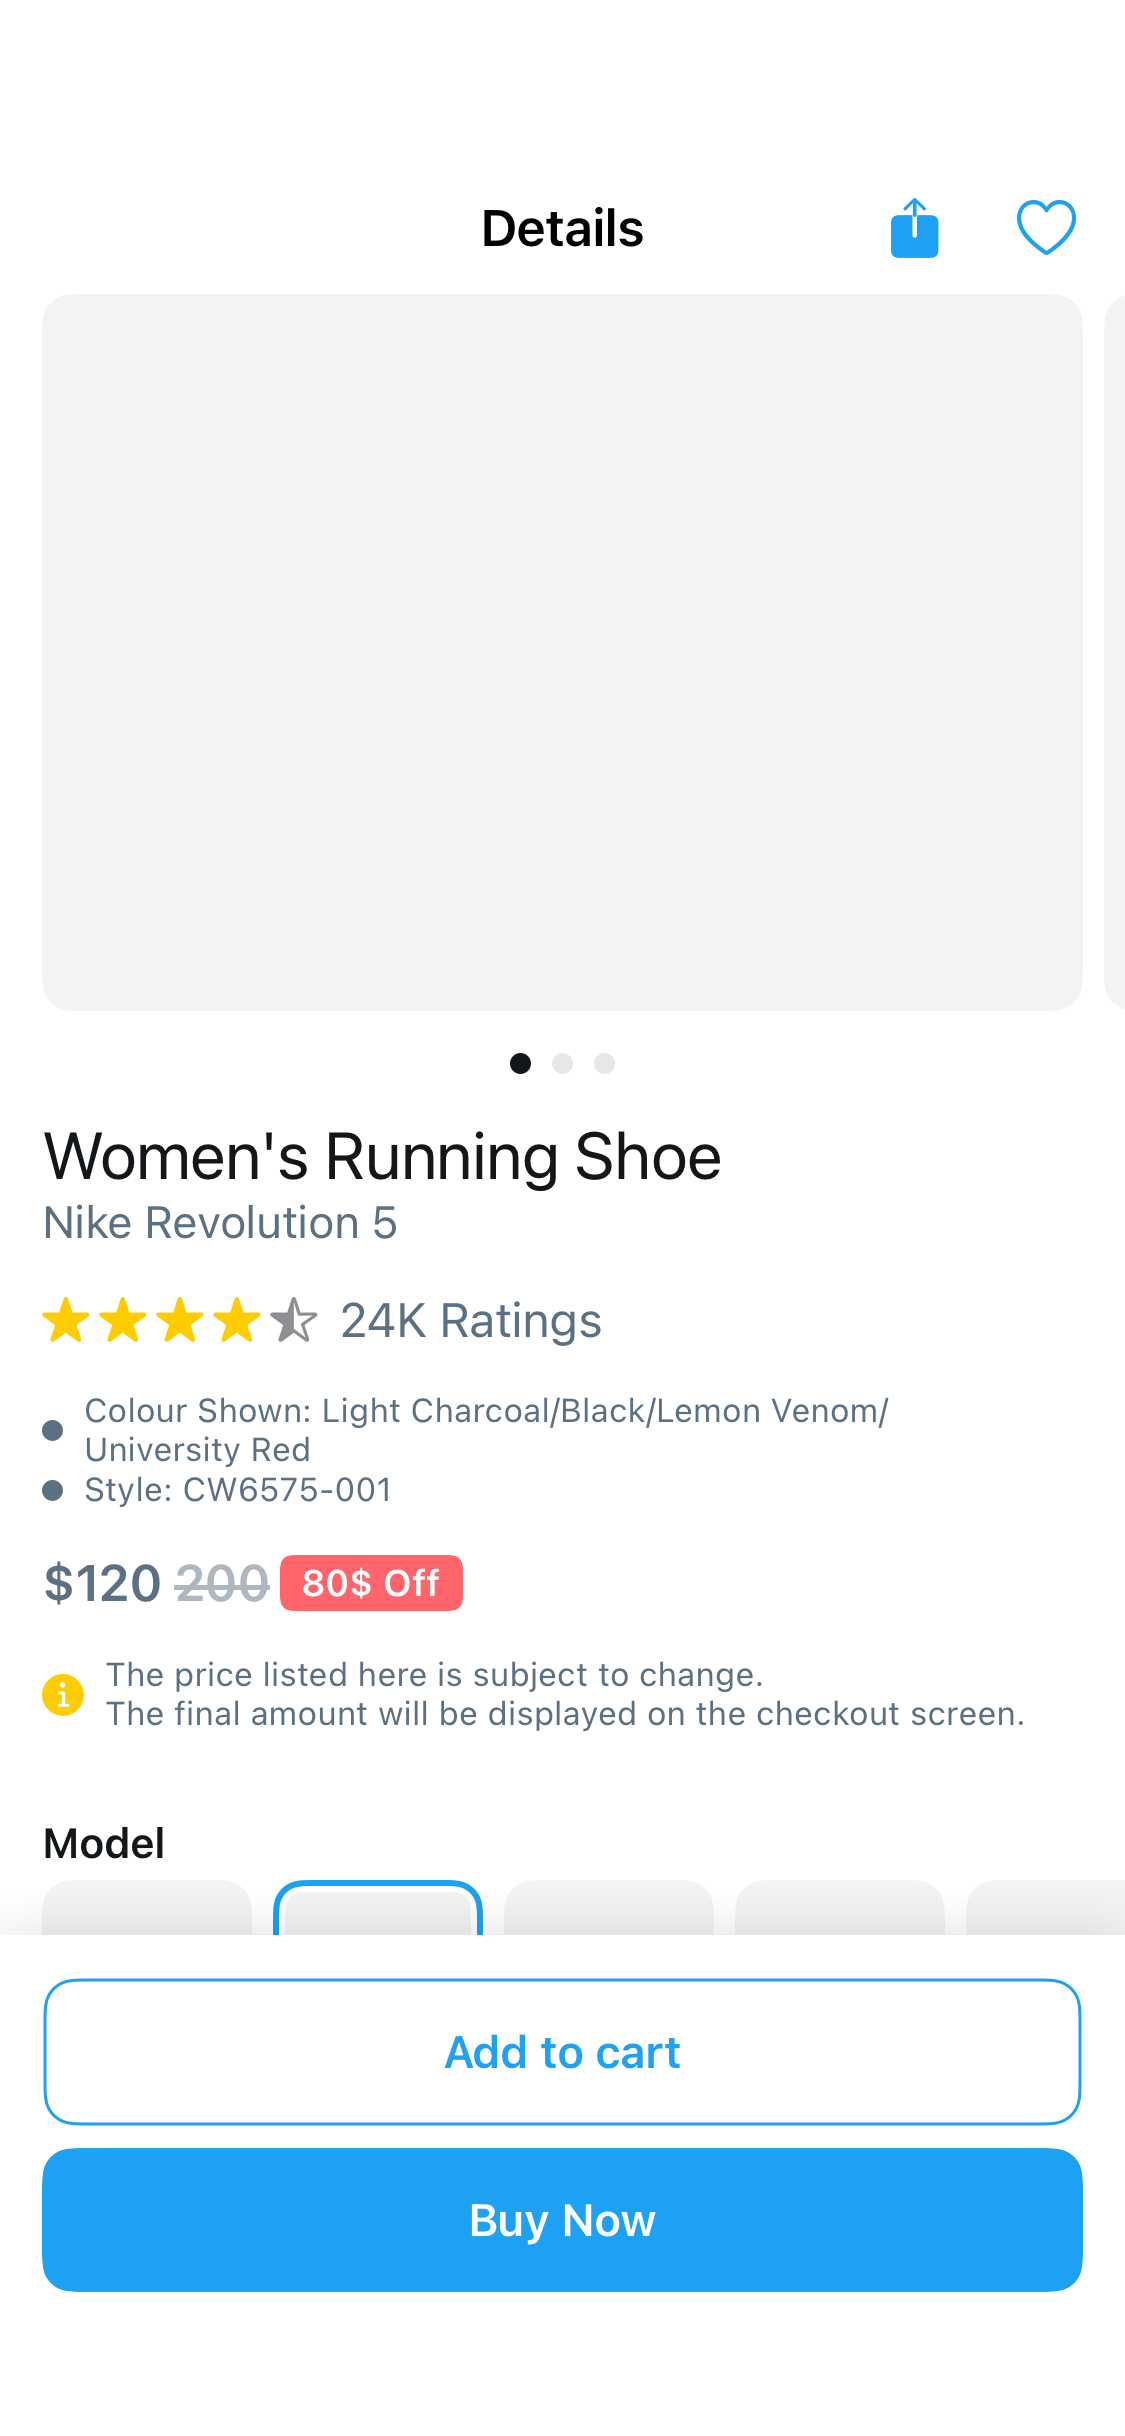 Details
Women's Running Shoe
Nike Revolution 5
24K Ratings
Colour Shown: Light Charcoal/Black/Lemon Venom/
University Red
Style: CW6575-001
$120 200 80$ Off
The price listed here is subject to change.
The final amount will be displayed on the checkout screen.
Model
Add to cart
Buy Now